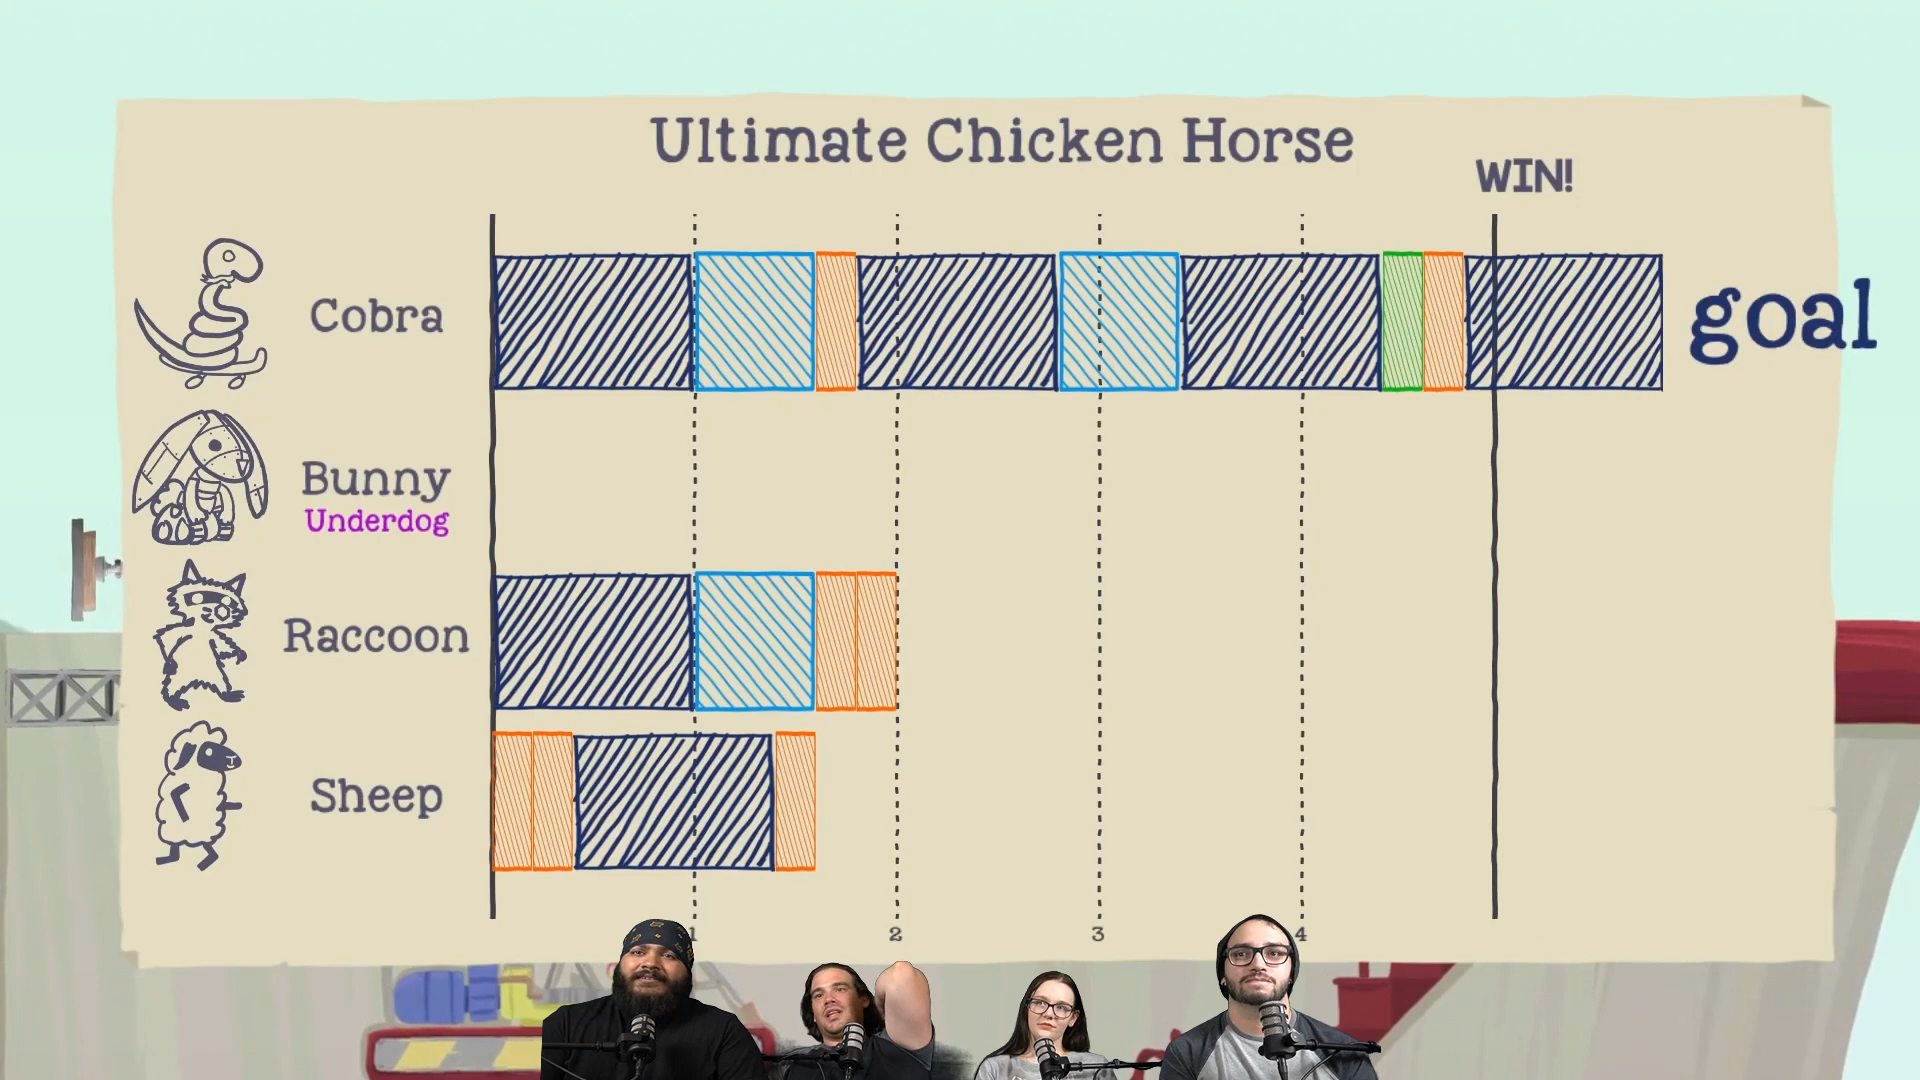 Ultimate Chicken Horse
WIN!
Cobra
goal
Bunny
Underdog
Raccoon
Sheep
1
2
3
4